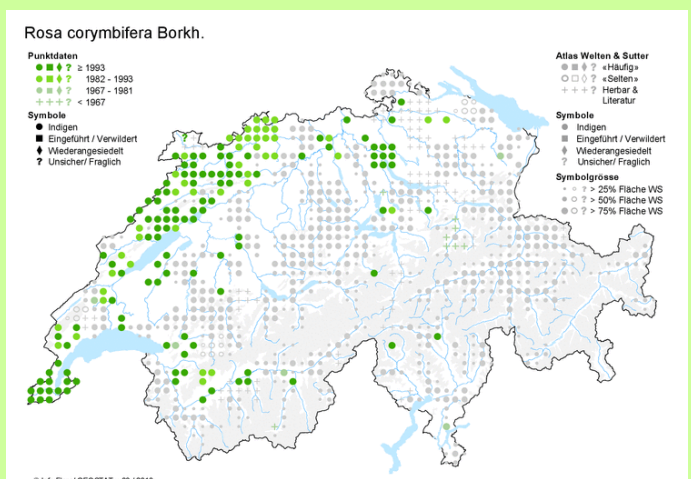 Rosa corymbifera Borkh.
Punktdaten
? ≥ 1993
? 1982 - 1993
? 1967 - 1981
< 1967
Symbole
Indigen
Eingeführt / Verwildert
Wiederangesiedelt
? Unsicher/ Fraglich
Atlas Welten & Sutter
? «Häufig»
? «Selten»
? Herbar &
Literatur
Symbole
Indigen
Eingeführt / Verwildert
Wiederangesiedelt
? Unsicher/ Fraglich
Symbolgrösse
? > 25% Fläche WS
? > 50% Fläche WS
? > 75% Fläche WS